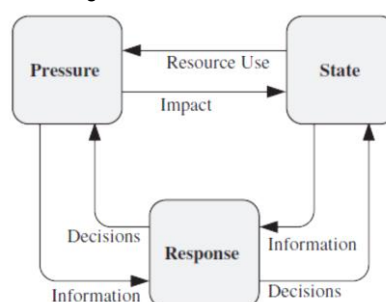 Pressure
Resource Use
State
Impact
Decisions
Response
Information
Information
Decisions